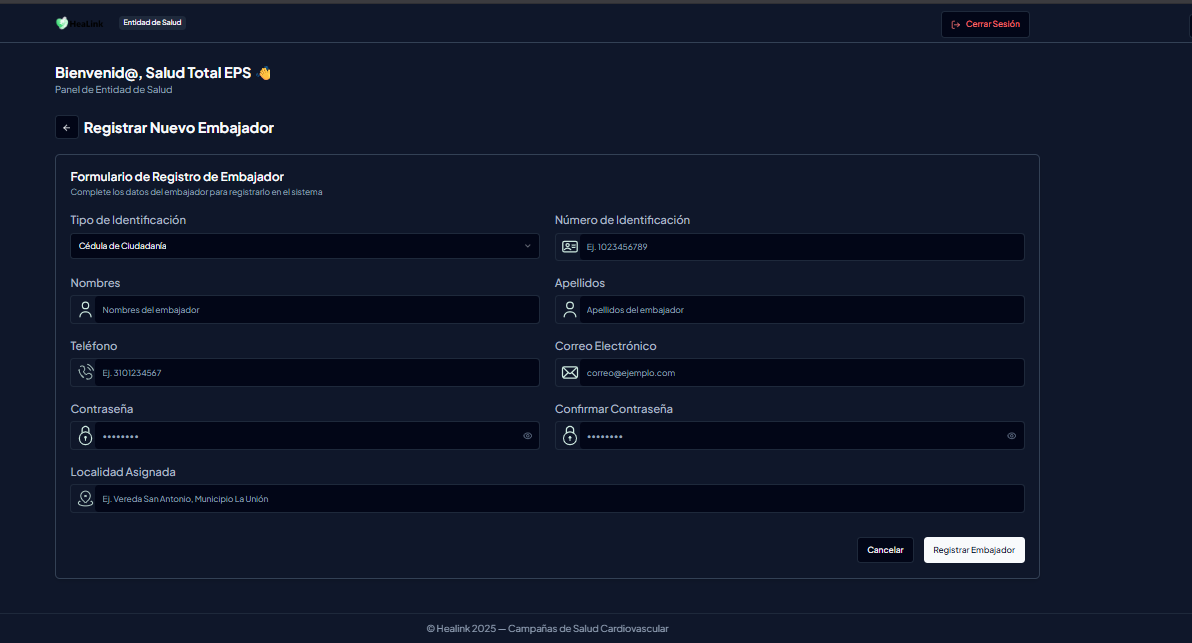 HeaLink
Entidad de Salud
Cerrar Sesión
Bienvenid@, Salud Total EPS 👋
Panel de Entidad de Salud
Registrar Nuevo Embajador
Formulario de Registro de Embajador
Complete los datos del embajador para registrarlo en el sistema
Tipo de Identificación
Número de Identificación
Cédula de Ciudadanía
Ej. 1023456789
Nombres
Apellidos
Nombres del embajador
Apellidos del embajador
Teléfono
Correo Electrónico
Ej. 3101234567
correo@ejemplo.com
Contraseña
Confirmar Contraseña
••••••••
••••••••
Localidad Asignada
Ej. Vereda San Antonio, Municipio La Unión
Cancelar
Registrar Embajador
© Healink 2025 — Campañas de Salud Cardiovascular